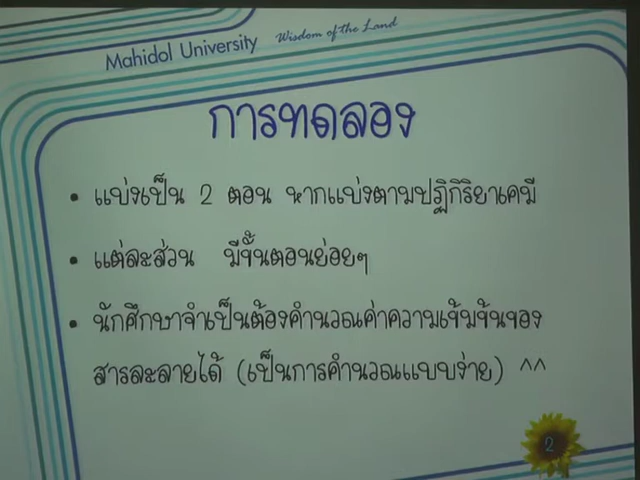 Mahidol University Wisdom of the Land
การทดลอง
• แบ่งเป็น 2 ตอน หากแบ่งตามปฏิกิริยาเคมี
• แต่ละส่วน มีขั้นตอนย่อยๆ
• นักศึกษาจำเป็นต้องคำนวณค่าความเข้มข้นของ
สารละลายได้ (เป็นการคำนวณแบบง่าย) ^^
2